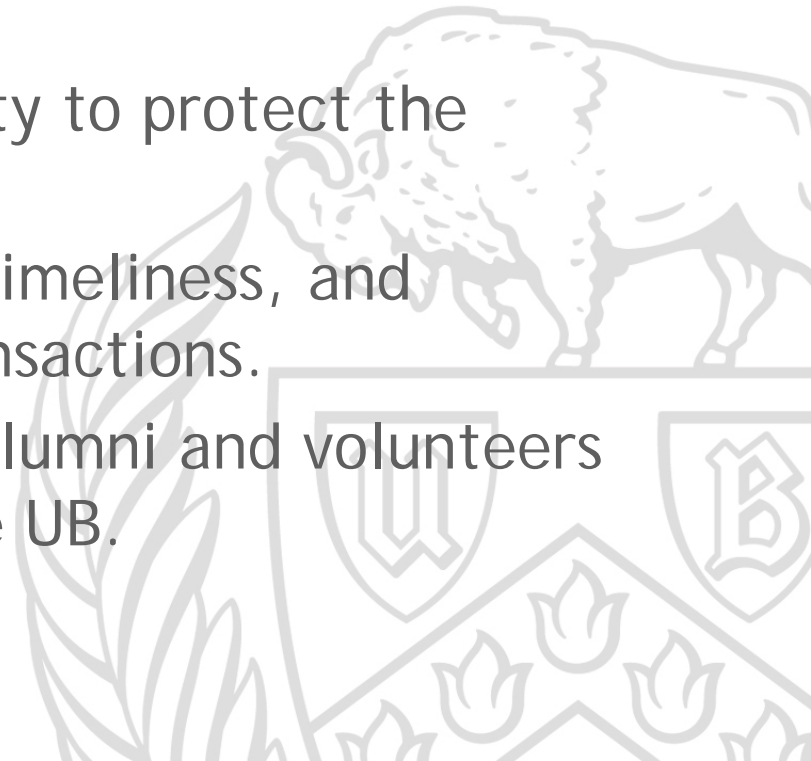 ty to protect the
imeliness, and
nsactions.
lumni and volunteers
e UB.
U B